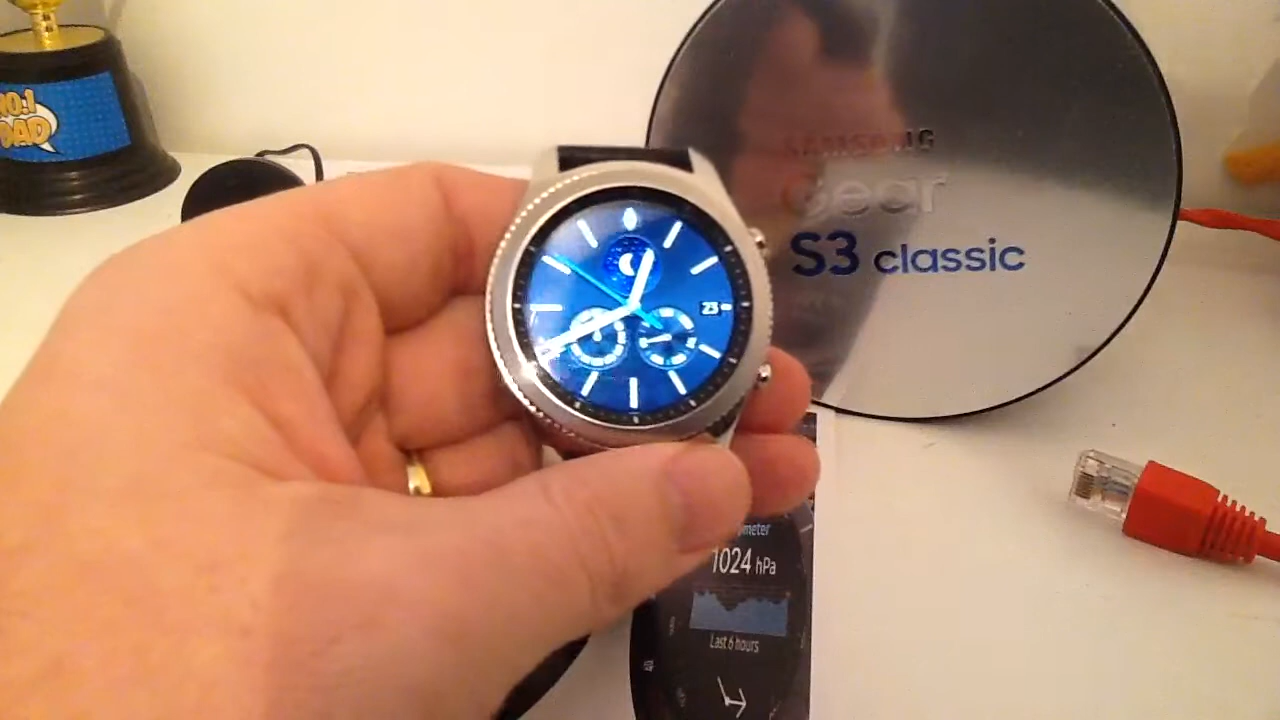 NO.1
DAD
SAMSUNG
Gear
S3 classic
23
1024 hPa
Last 6 hours